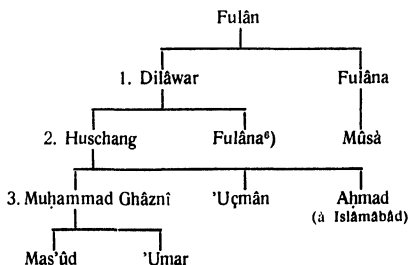 Fulân
1. Dilâwar Fulâna
2. Huschang Fulâna⁶) Mûsà
3. Muḥammad Ghâznî 'Uçmân Aḥmad
(à Islâmâbâd)
Mas'ûd 'Umar